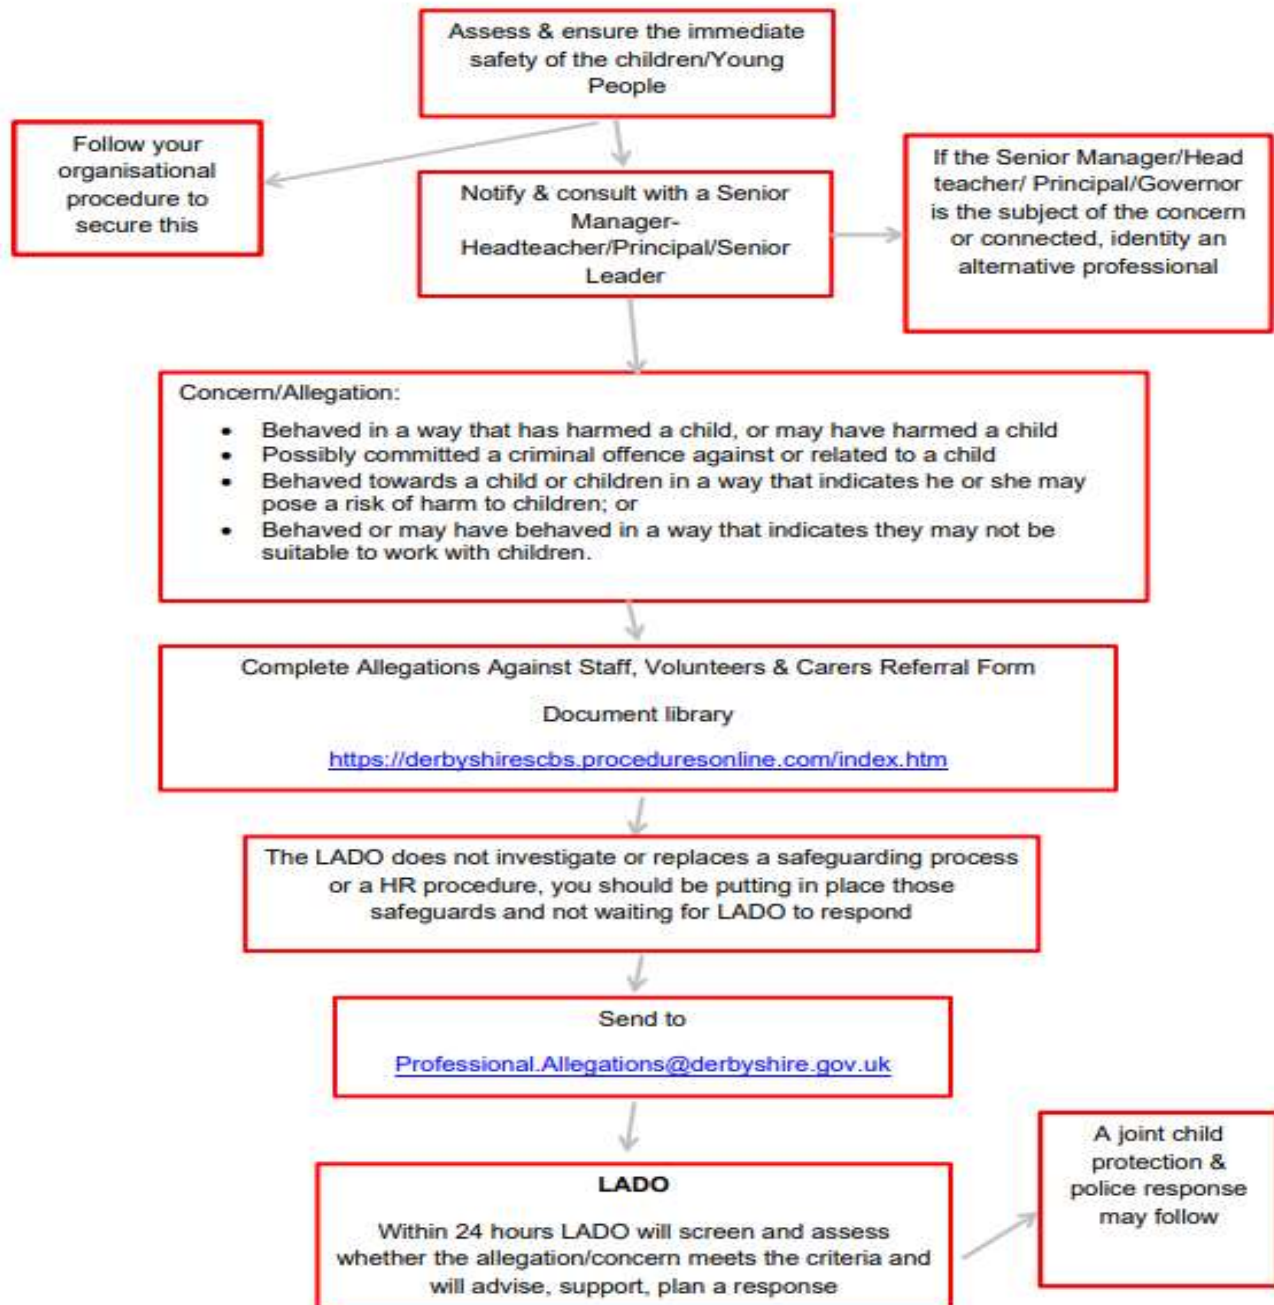 Assess & ensure the immediate
safety of the children/Young
People
Follow your
organisational
procedure to
secure this
Notify & consult with a Senior
Manager-
Headteacher/Principal/Senior
Leader
If the Senior Manager/Head
teacher/ Principal/Governor
is the subject of the concern
or connected, identity an
alternative professional
Concern/Allegation:
• Behaved in a way that has harmed a child, or may have harmed a child
• Possibly committed a criminal offence against or related to a child
• Behaved towards a child or children in a way that indicates he or she may
pose a risk of harm to children; or
• Behaved or may have behaved in a way that indicates they may not be
suitable to work with children.
Complete Allegations Against Staff, Volunteers & Carers Referral Form
Document library
https://derbyshirescbs.proceduresonline.com/index.htm
The LADO does not investigate or replaces a safeguarding process
or a HR procedure, you should be putting in place those
safeguards and not waiting for LADO to respond
Send to
Professional.Allegations@derbyshire.gov.uk
LADO
Within 24 hours LADO will screen and assess
whether the allegation/concern meets the criteria and
will advise, support, plan a response
A joint child
protection &
police response
may follow